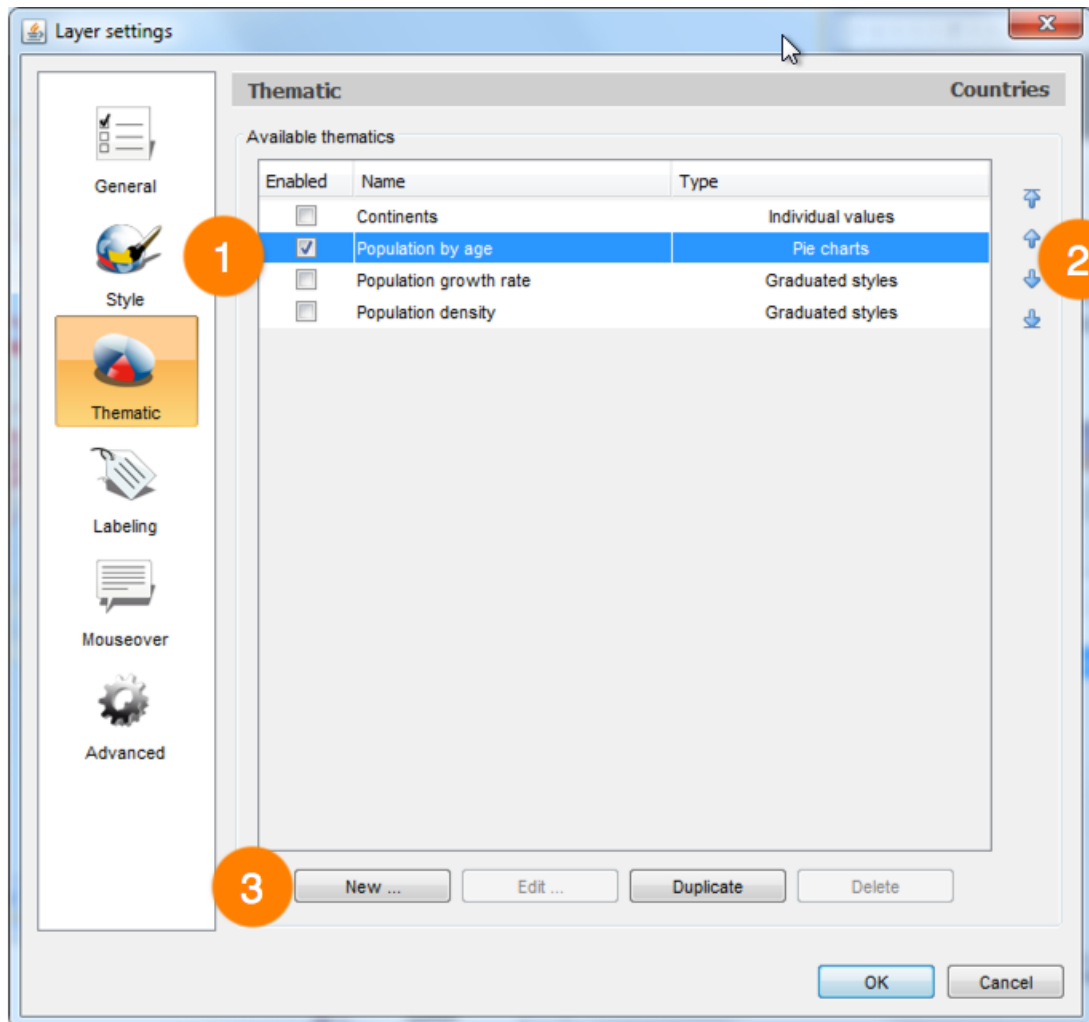 Layer settings
Thematic Countries
Available thematics
General
Enabled Name Type
Continents Individual values
1 Population by age Pie charts 2
Style
Population growth rate Graduated styles
Population density Graduated styles
Thematic
Labeling
Mouseover
Advanced
3 New ... Edit ... Duplicate Delete
OK Cancel